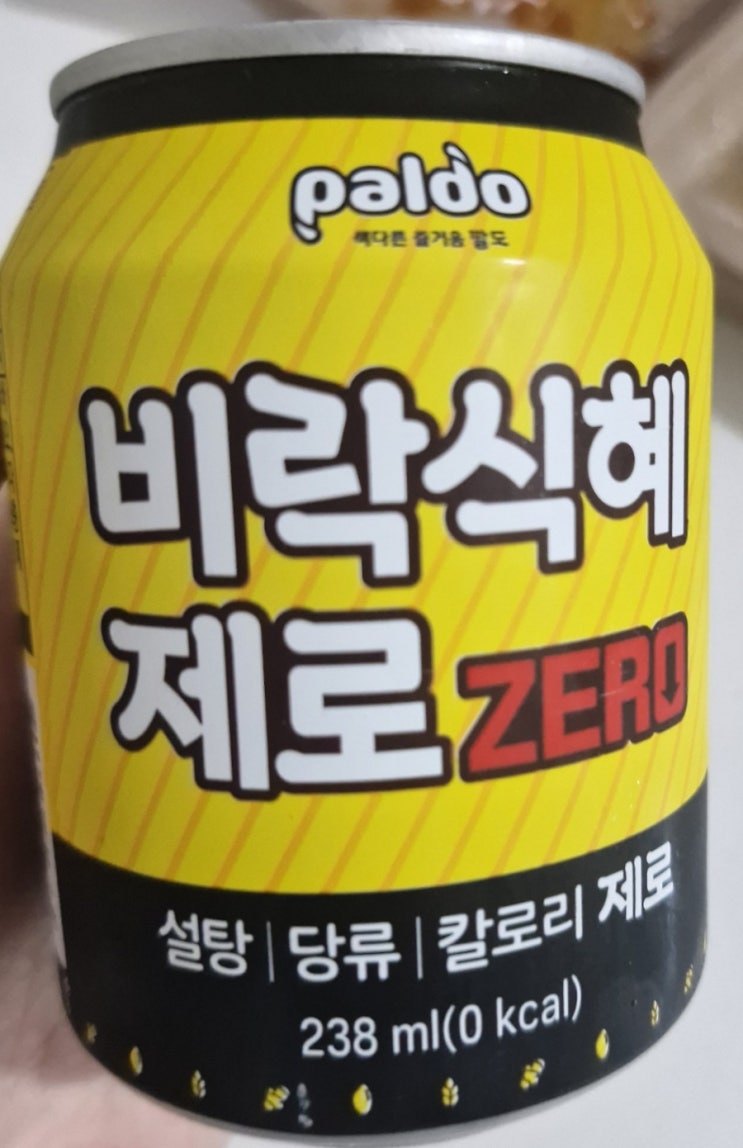 paldo
색다른 즐거움 팔도
비락식혜
제로 ZERO
설탕 | 당류 | 칼로리 제로
238 ml(0 kcal)